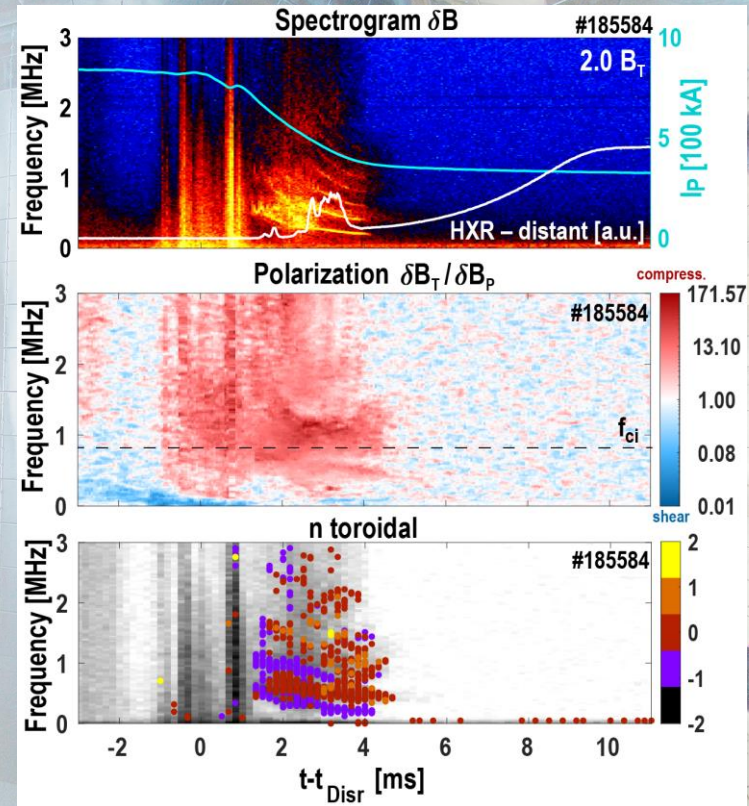 Spectrogram δB
#185584
2.0 B_T
Frequency [MHz]
3
2
1
0
10
5
0
I_P [100 kA]
HXR – distant [a.u.]
Polarization δB_T / δB_P
compress.
#185584
Frequency [MHz]
3
2
1
0
f_ci
171.57
13.10
1.00
0.08
0.01
shear
n toroidal
#185584
Frequency [MHz]
3
2
1
0
2
1
0
-1
-2
-2 0 2 4 6 8 10
t-t_Disr [ms]